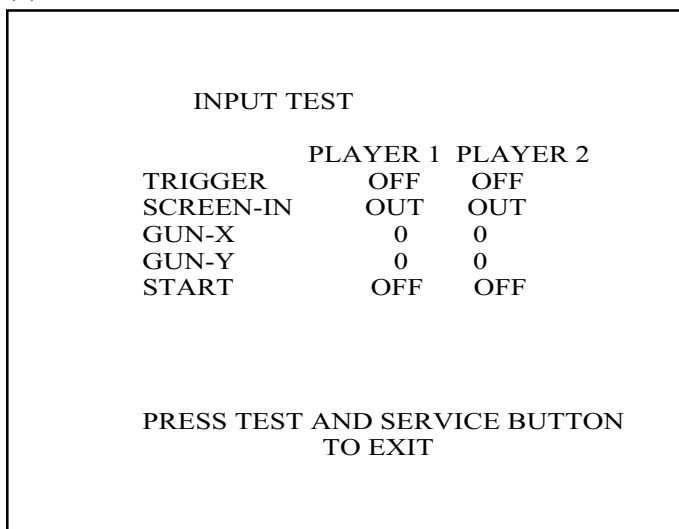 INPUT TEST
PLAYER 1 PLAYER 2
TRIGGER OFF OFF
SCREEN-IN OUT OUT
GUN-X 0 0
GUN-Y 0 0
START OFF OFF
PRESS TEST AND SERVICE BUTTON
TO EXIT